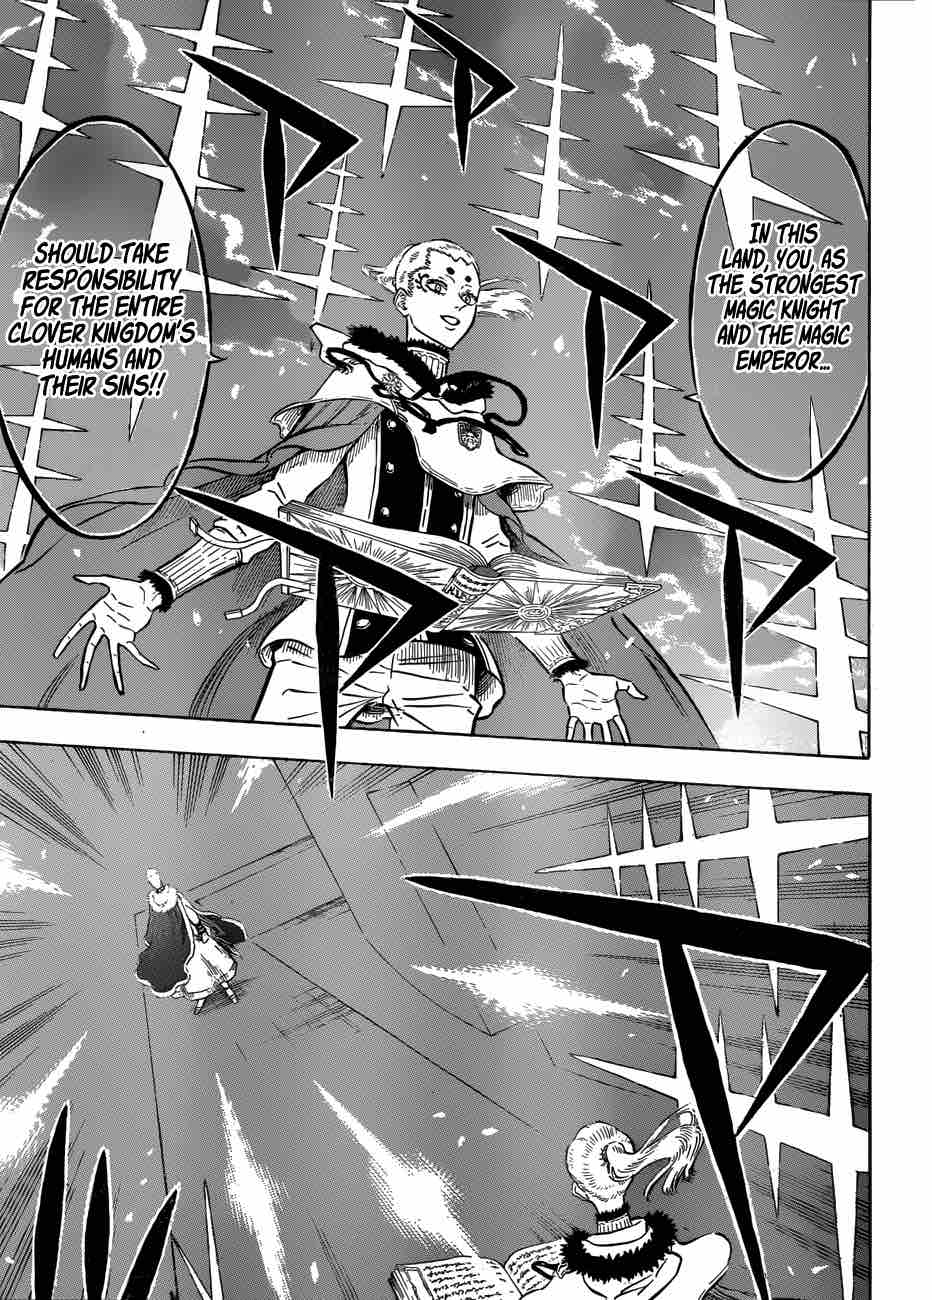 IN THIS
LAND, YOU, AS
THE STRONGEST
MAGIC KNIGHT
AND THE MAGIC
EMPEROR...
SHOULD TAKE
RESPONSIBILITY
FOR THE ENTIRE
CLOVER KINGDOM'S
HUMANS AND
THEIR SINS!!